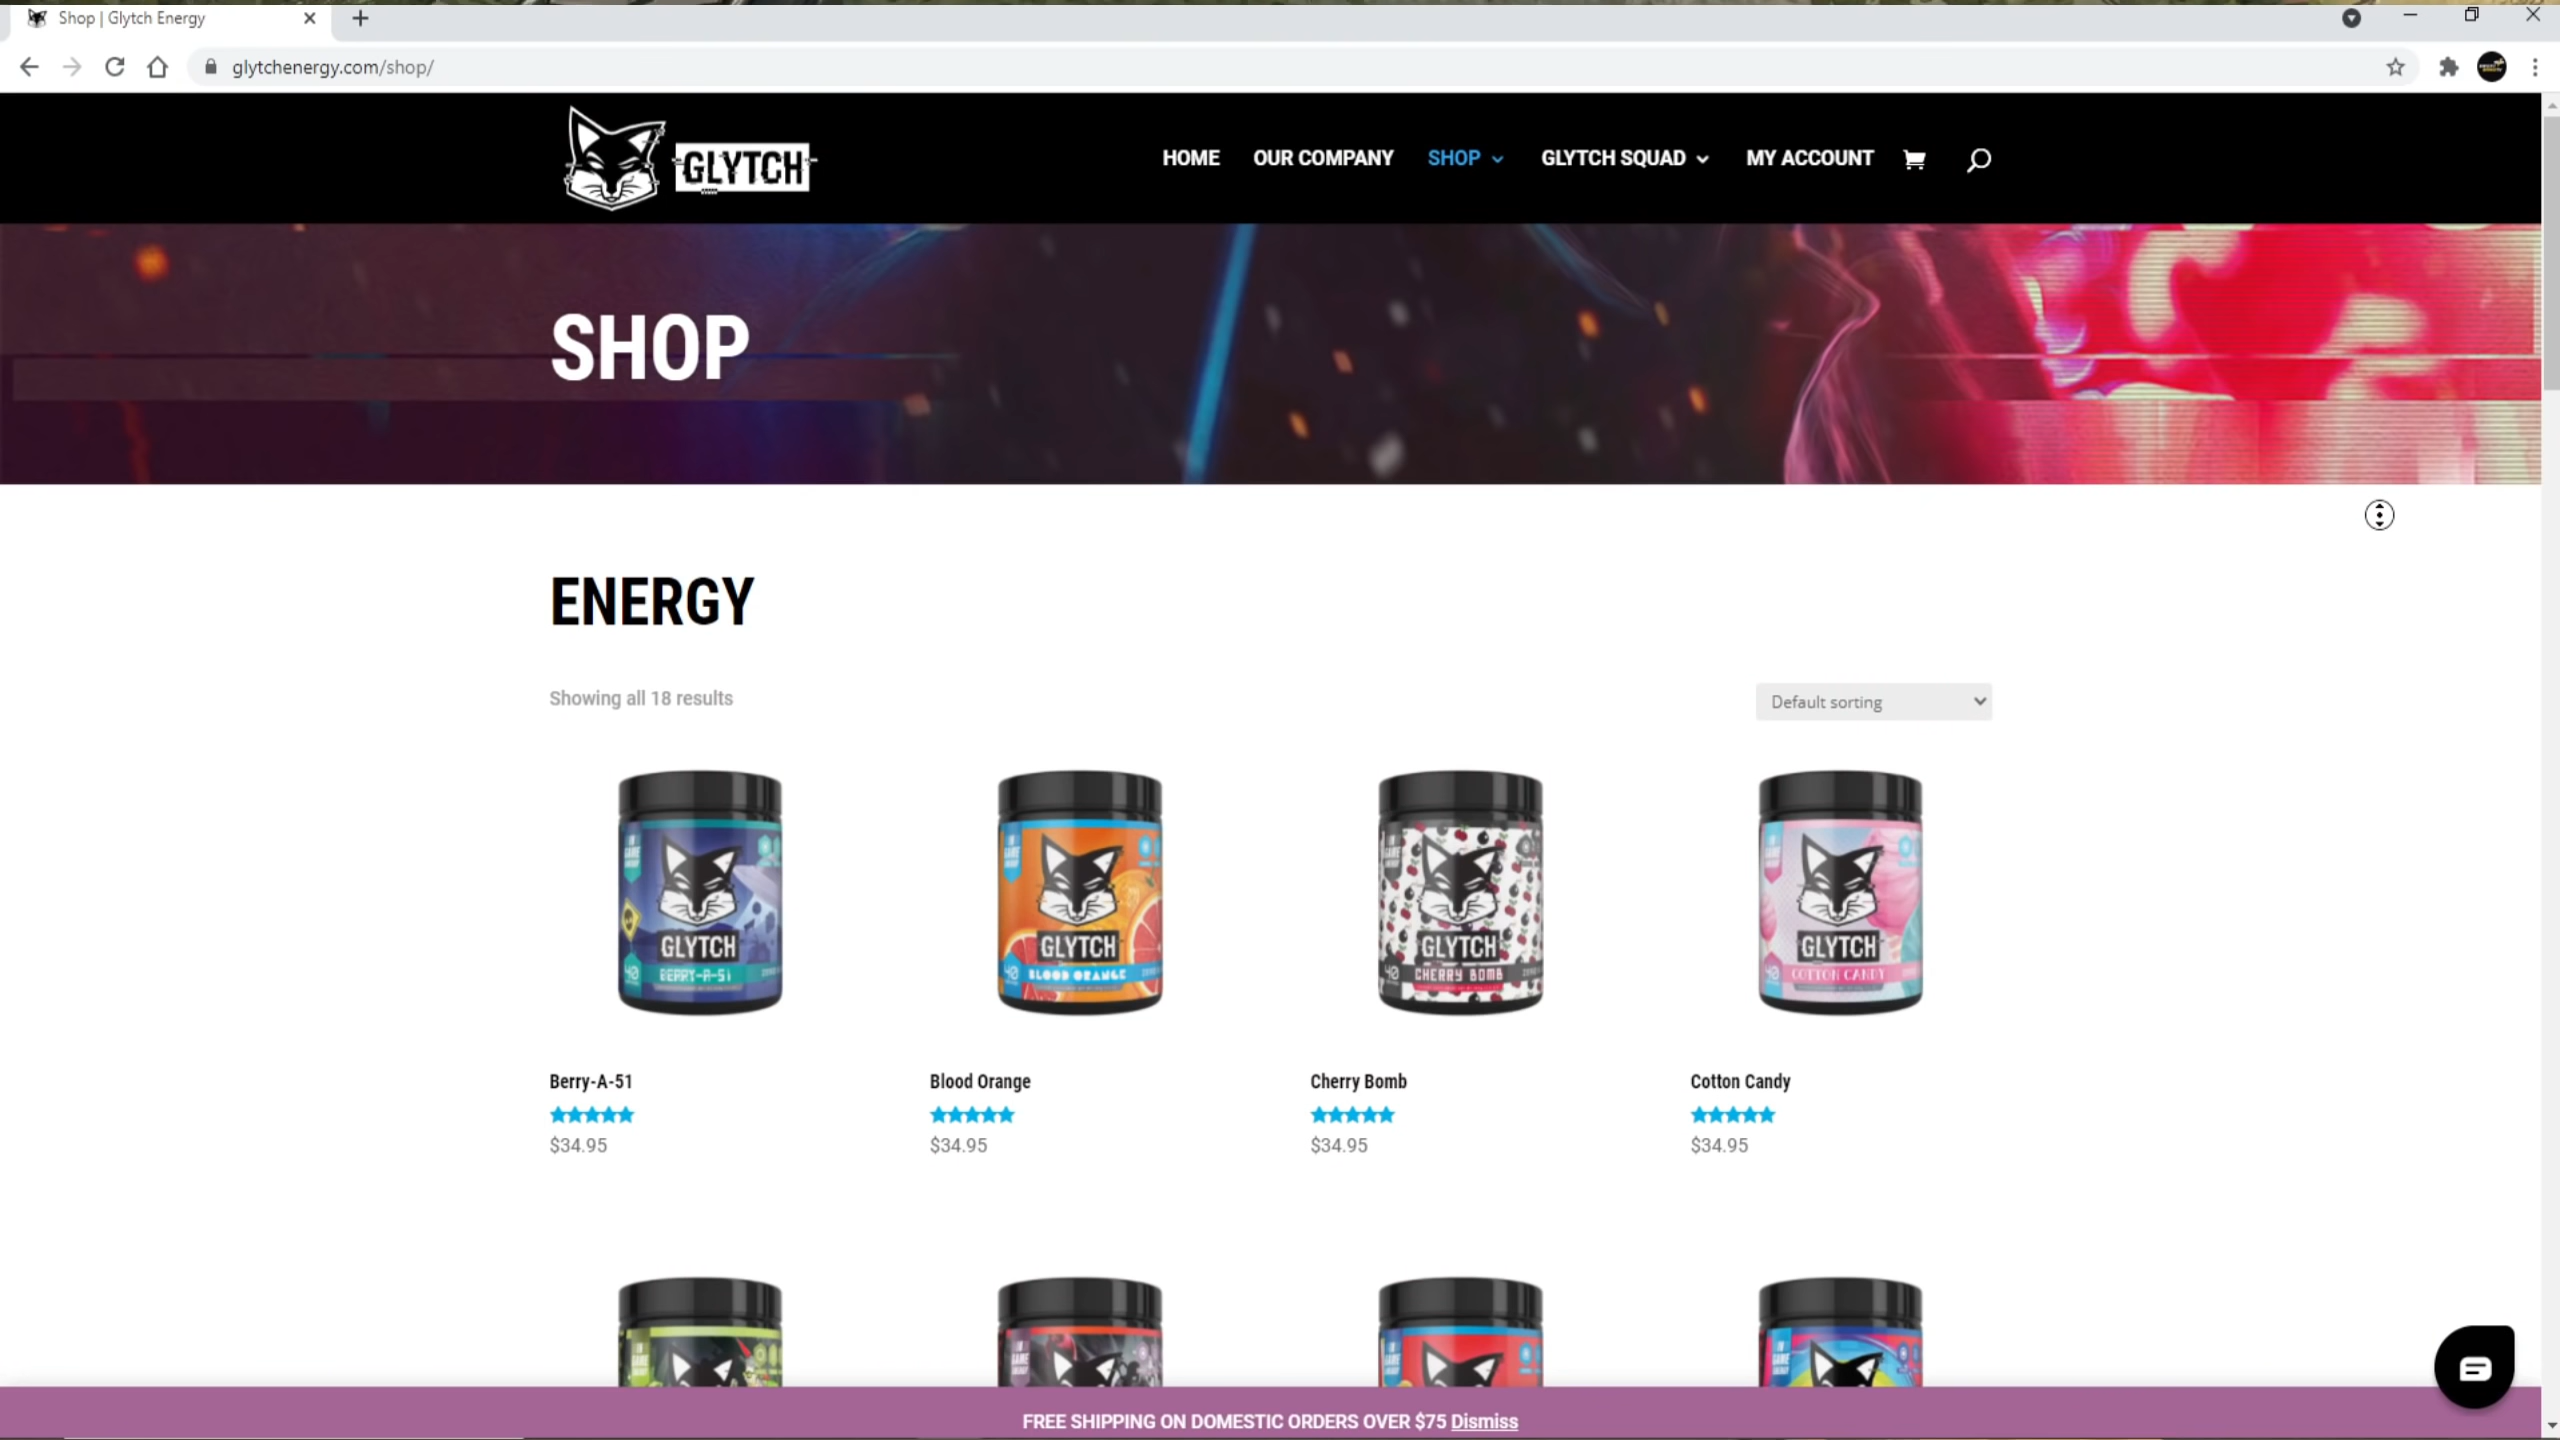 Shop | Glytch Energy
glytchenergy.com/shop/
GLYTCH
HOME OUR COMPANY SHOP GLYTCH SQUAD MY ACCOUNT
SHOP
ENERGY
Showing all 18 results
Default sorting
GLYTCH GLYTCH GLYTCH GLYTCH
BERRY-A-51 BLOOD ORANGE CHERRY BOMB COTTON CANDY
Berry-A-51 Blood Orange Cherry Bomb Cotton Candy
$34.95 $34.95 $34.95 $34.95
FREE SHIPPING ON DOMESTIC ORDERS OVER $75 Dismiss